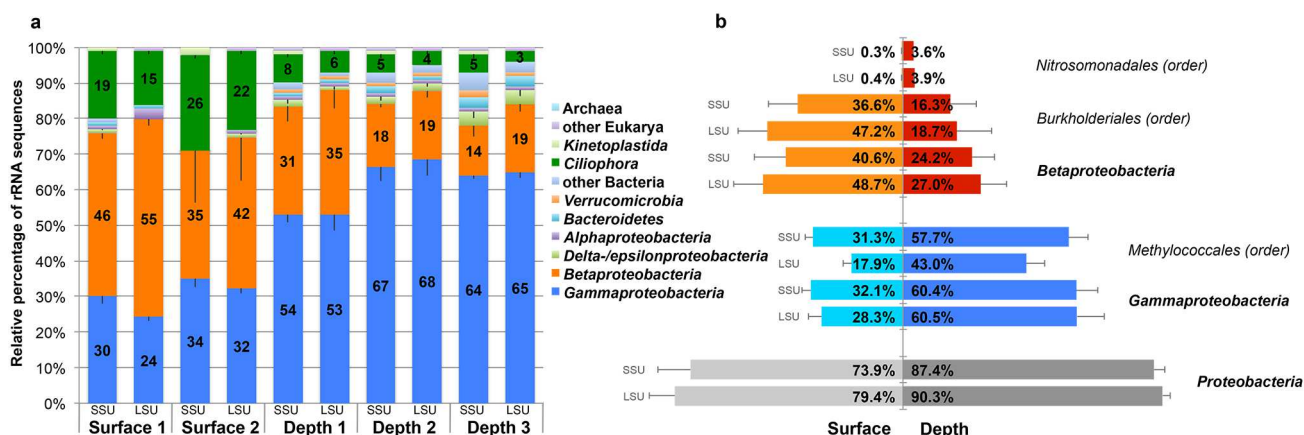 a
b
Relative percentage of rRNA sequences
100%
90%
80%
70%
60%
50%
40%
30%
20%
10%
0%
19 15 26 22 8 6 5 4 5 3
46 55 35 42 31 35 18 19 14 19
30 24 34 32 54 53 67 68 64 65
SSU LSU SSU LSU SSU LSU SSU LSU SSU LSU
Surface 1 Surface 2 Depth 1 Depth 2 Depth 3
Archaea
other Eukarya
Kinetoplastida
Ciliophora
other Bacteria
Verrucomicrobia
Bacteroidetes
Alphaproteobacteria
Delta-/epsilonproteobacteria
Betaproteobacteria
Gammaproteobacteria
SSU 0.3% 3.6%
Nitrosomonadales (order)
LSU 0.4% 3.9%
SSU 36.6% 16.3%
Burkholderiales (order)
LSU 47.2% 18.7%
SSU 40.6% 24.2%
Betaproteobacteria
LSU 48.7% 27.0%
SSU 31.3% 57.7%
Methylococcales (order)
LSU 17.9% 43.0%
SSU 32.1% 60.4%
Gammaproteobacteria
LSU 28.3% 60.5%
SSU 73.9% 87.4%
Proteobacteria
LSU 79.4% 90.3%
Surface Depth